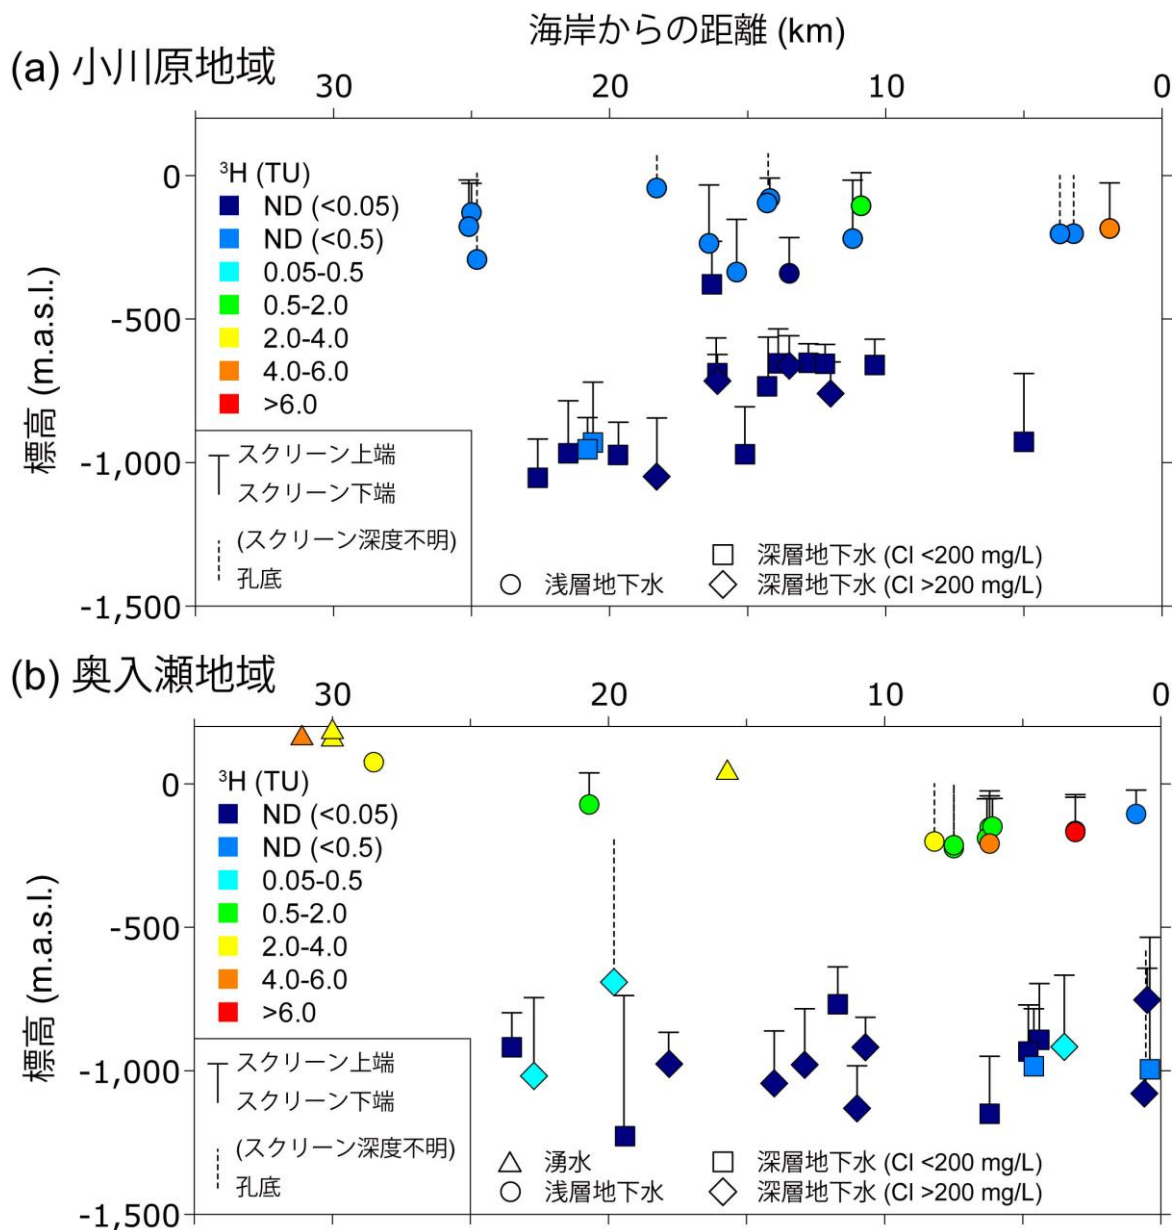 海岸からの距離 (km)
(a) 小川原地域
30 20 10 0
³H (TU)
ND (<0.05)
ND (<0.5)
0.05-0.5
0.5-2.0
2.0-4.0
4.0-6.0
>6.0
スクリーン上端
スクリーン下端
(スクリーン深度不明)
孔底
標高 (m.a.s.l.)
0
-500
-1,000
-1,500
浅層地下水
深層地下水 (Cl <200 mg/L)
深層地下水 (Cl >200 mg/L)
(b) 奥入瀬地域
30 20 10 0
³H (TU)
ND (<0.05)
ND (<0.5)
0.05-0.5
0.5-2.0
2.0-4.0
4.0-6.0
>6.0
スクリーン上端
スクリーン下端
(スクリーン深度不明)
孔底
標高 (m.a.s.l.)
0
-500
-1,000
-1,500
湧水
浅層地下水
深層地下水 (Cl <200 mg/L)
深層地下水 (Cl >200 mg/L)